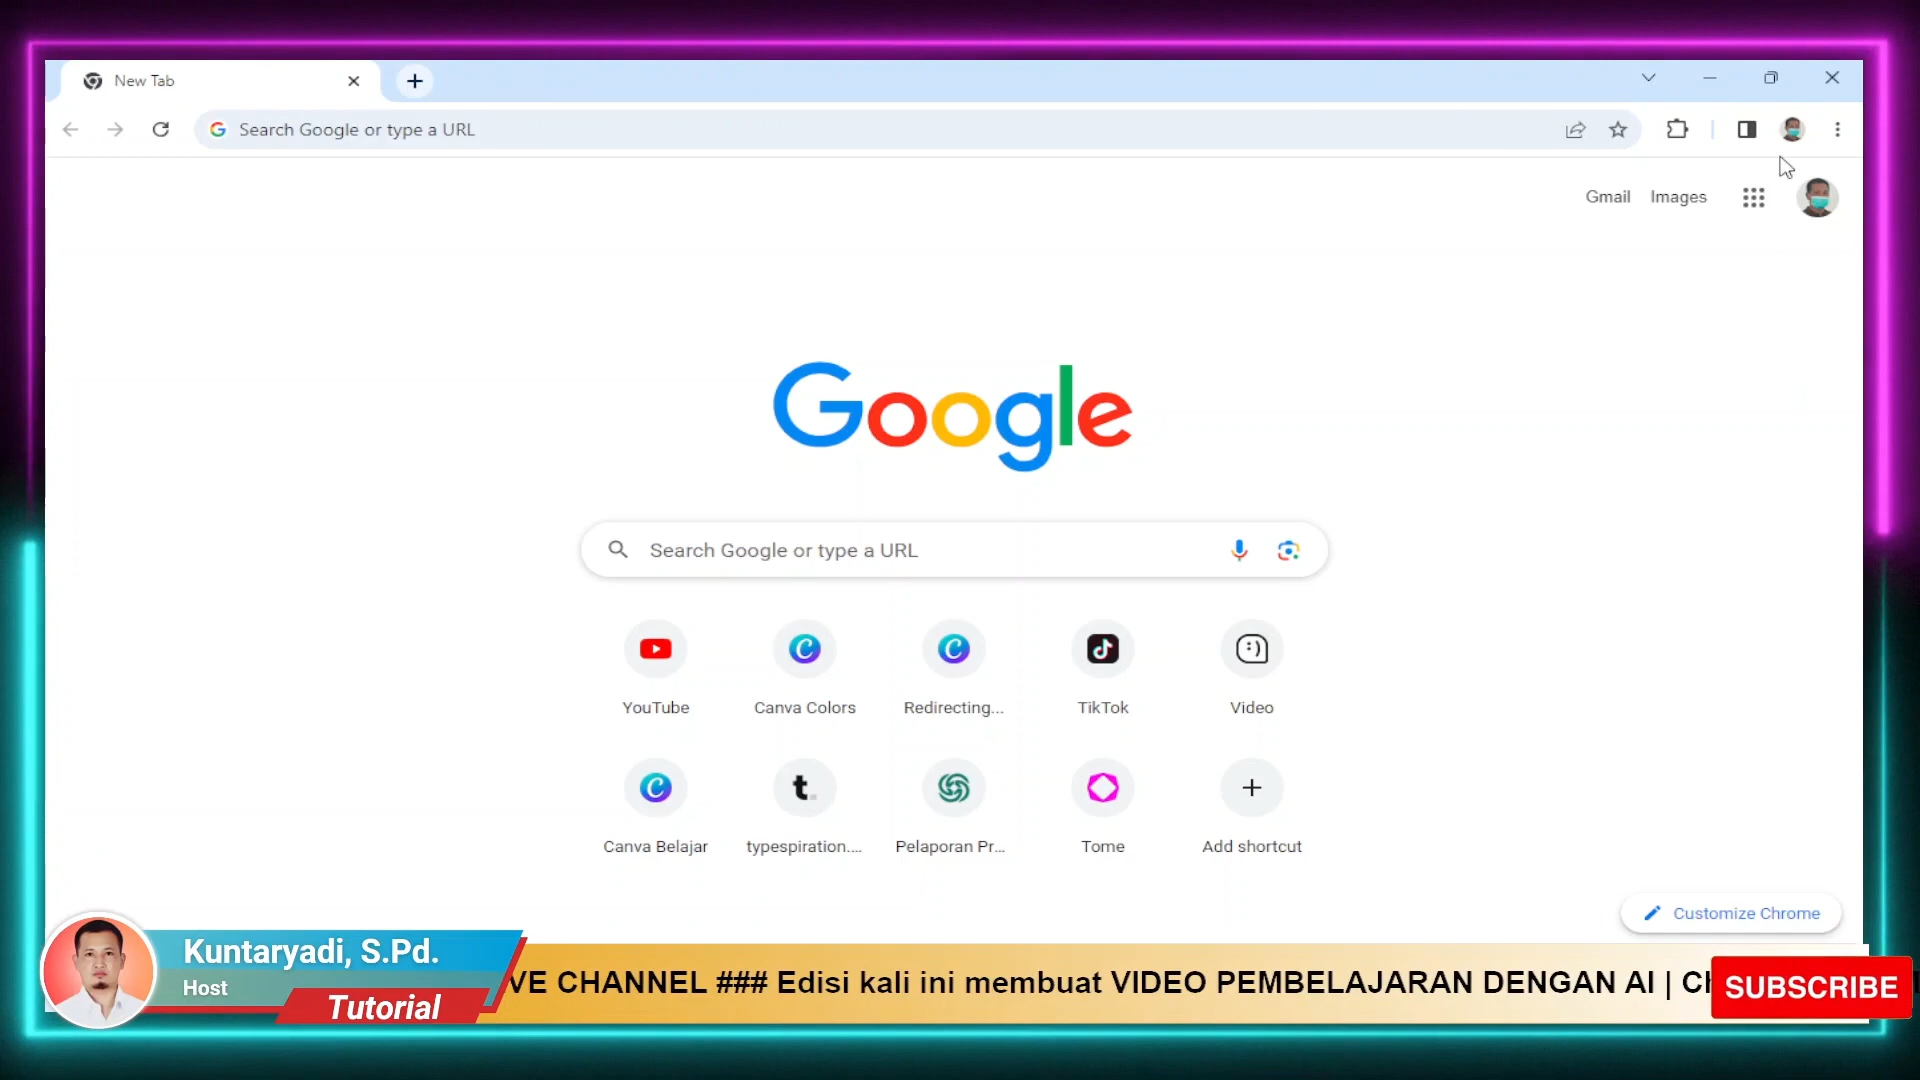 New Tab
Search Google or type a URL
Gmail Images
Google
Search Google or type a URL
YouTube Canva Colors Redirecting... TikTok Video
Canva Belajar typespiration.... Pelaporan Pr... Tome Add shortcut
Customize Chrome
Kuntaryadi, S.Pd.
Host
Tutorial
VE CHANNEL ### Edisi kali ini membuat VIDEO PEMBELAJARAN DENGAN AI |
SUBSCRIBE